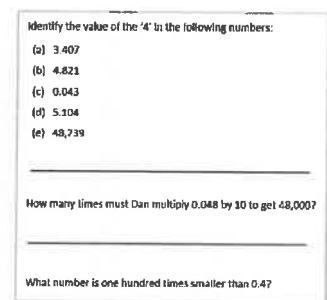 Identify the value of the '4' in the following numbers:
(a) 3.407
(b) 4.821
(c) 0.043
(d) 5.104
(e) 48,739
How many times must Dan multiply 0.048 by 10 to get 48,000?
What number is one hundred times smaller than 0.4?